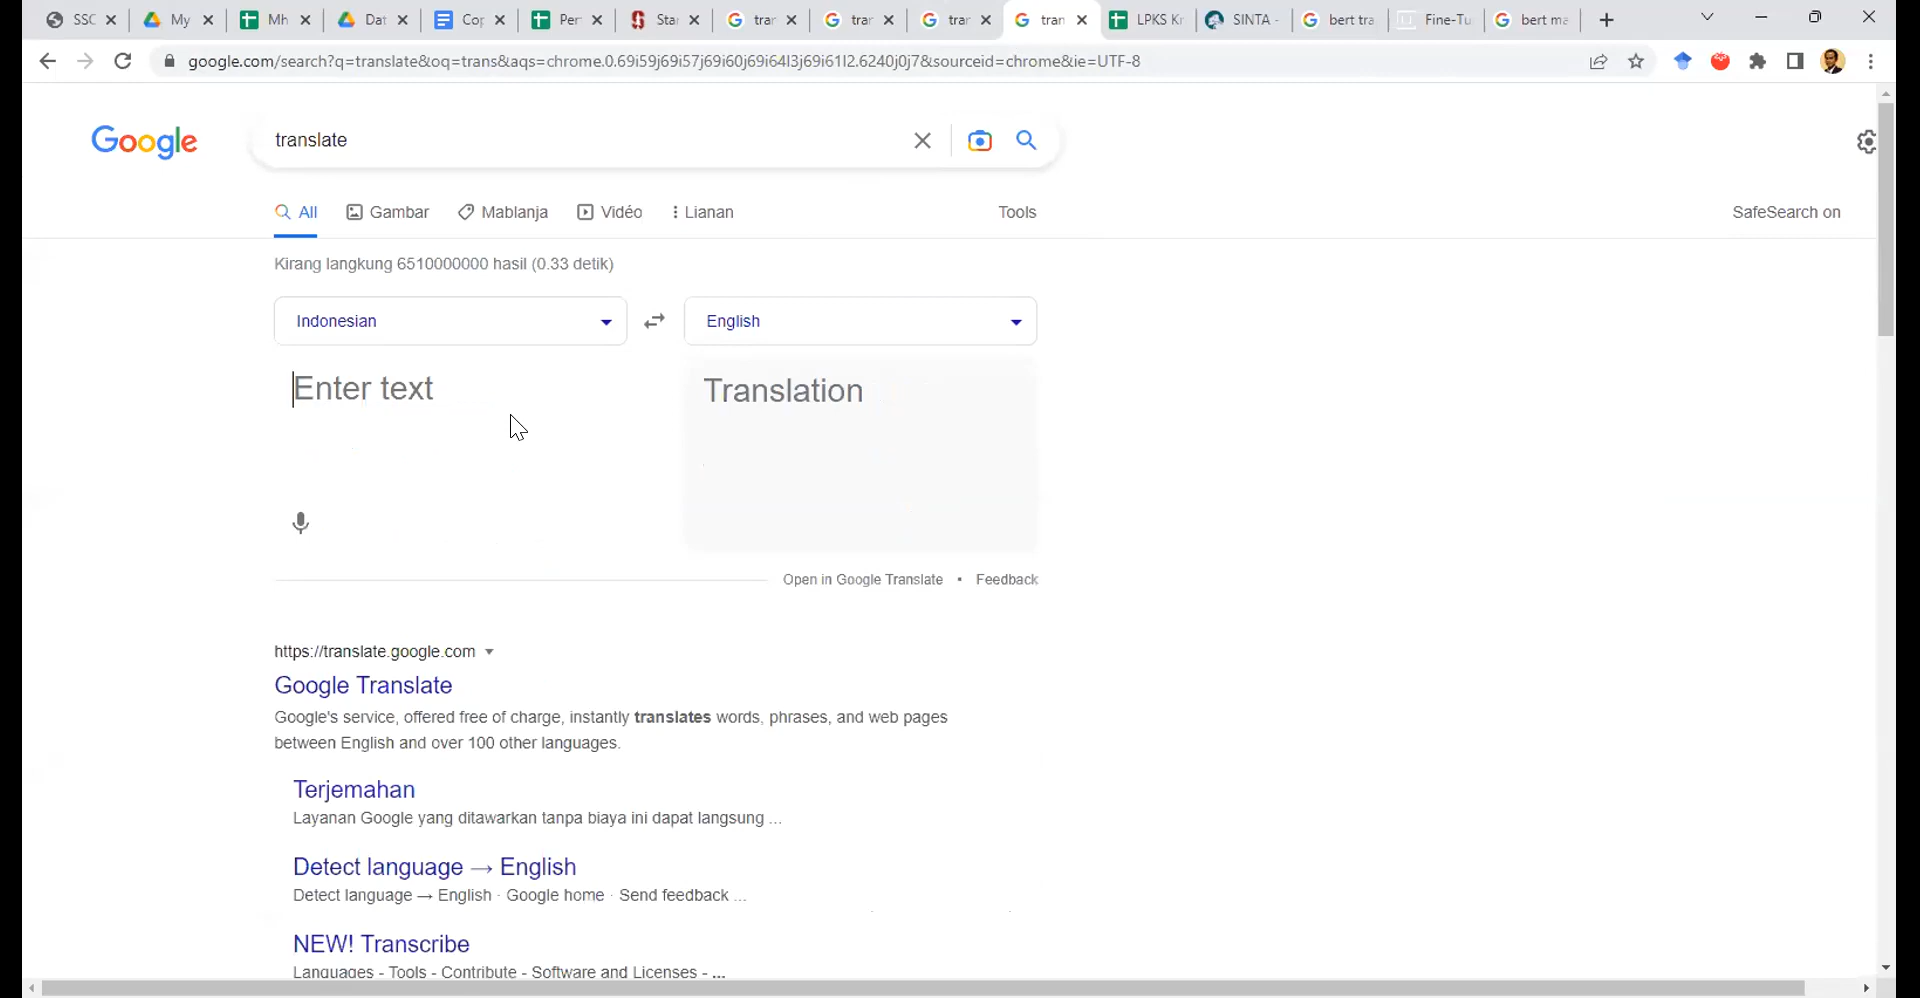 SSC
My
Mh
Dat
Cop
Per
Star
tran
tran
tran
tran
LPKS Kr
SINTA -
bert tra
Fine-Tu
bert ma
google.com/search?q=translate&oq=trans&aqs=chrome.0.69i59j69i57j69i60j69i64l3j69i61l2.6240j0j7&sourceid=chrome&ie=UTF-8
Google
translate
All
Gambar
Mablanja
Vidéo
Lianan
Tools
SafeSearch on
Kirang langkung 6510000000 hasil (0.33 detik)
Indonesian
English
Enter text
Translation
Open in Google Translate • Feedback
https://translate.google.com
Google Translate
Google's service, offered free of charge, instantly translates words, phrases, and web pages
between English and over 100 other languages.
Terjemahan
Layanan Google yang ditawarkan tanpa biaya ini dapat langsung ...
Detect language → English
Detect language → English · Google home · Send feedback ...
NEW! Transcribe
Languages - Tools - Contribute - Software and Licenses - ...